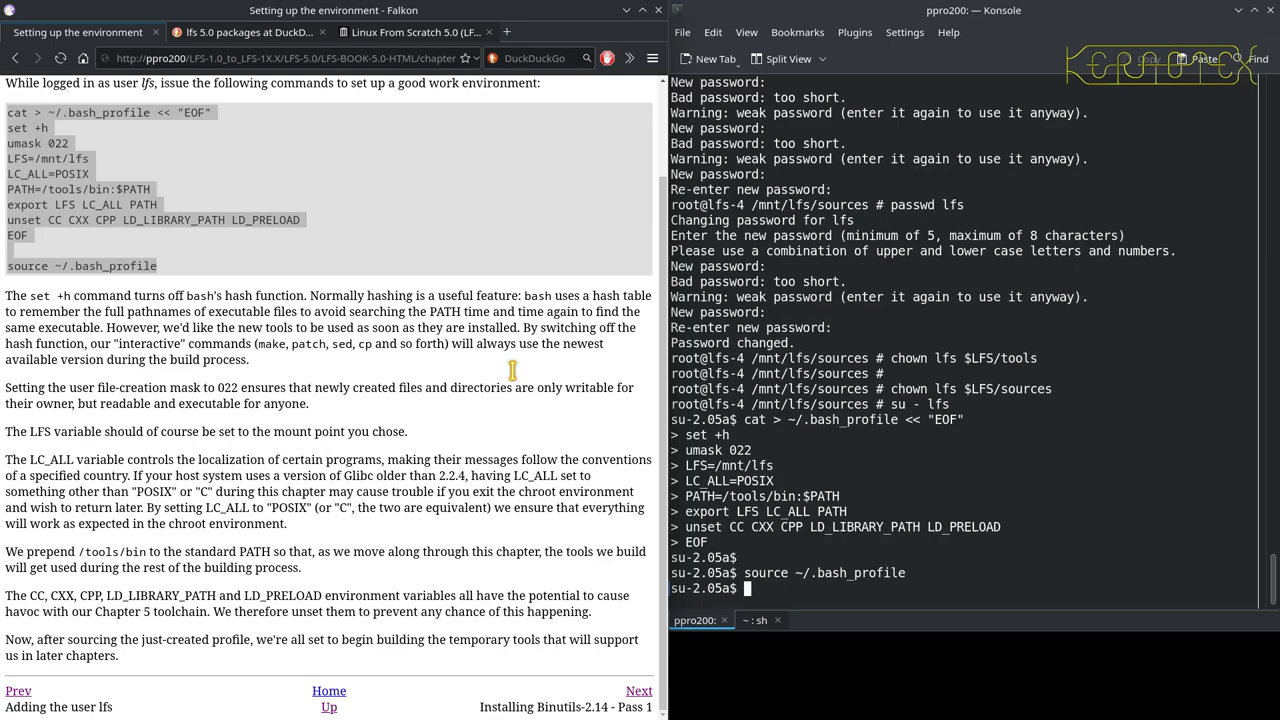 Setting up the environment - Falkon
Setting up the environment
lfs 5.0 packages at DuckD...
Linux From Scratch 5.0 (LF...
http://ppro200/LFS-1.0_to_LFS-1X.X/LFS-5.0/LFS-BOOK-5.0-HTML/chapter
DuckDuckGo
While logged in as user lfs, issue the following commands to set up a good work environment:
cat > ~/.bash_profile << "EOF"
set +h
umask 022
LFS=/mnt/lfs
LC_ALL=POSIX
PATH=/tools/bin:$PATH
export LFS LC_ALL PATH
unset CC CXX CPP LD_LIBRARY_PATH LD_PRELOAD
EOF
source ~/.bash_profile
The set +h command turns off bash's hash function. Normally hashing is a useful feature: bash uses a hash table
to remember the full pathnames of executable files to avoid searching the PATH time and time again to find the
same executable. However, we'd like the new tools to be used as soon as they are installed. By switching off the
hash function, our "interactive" commands (make, patch, sed, cp and so forth) will always use the newest
available version during the build process.
Setting the user file-creation mask to 022 ensures that newly created files and directories are only writable for
their owner, but readable and executable for anyone.
The LFS variable should of course be set to the mount point you chose.
The LC_ALL variable controls the localization of certain programs, making their messages follow the conventions
of a specified country. If your host system uses a version of Glibc older than 2.2.4, having LC_ALL set to
something other than "POSIX" or "C" during this chapter may cause trouble if you exit the chroot environment
and wish to return later. By setting LC_ALL to "POSIX" (or "C", the two are equivalent) we ensure that everything
will work as expected in the chroot environment.
We prepend /tools/bin to the standard PATH so that, as we move along through this chapter, the tools we build
will get used during the rest of the building process.
The CC, CXX, CPP, LD_LIBRARY_PATH and LD_PRELOAD environment variables all have the potential to cause
havoc with our Chapter 5 toolchain. We therefore unset them to prevent any chance of this happening.
Now, after sourcing the just-created profile, we're all set to begin building the temporary tools that will support
us in later chapters.
Prev Home Next
Adding the user lfs Up Installing Binutils-2.14 - Pass 1
ppro200: — Konsole
File Edit View Bookmarks Plugins Settings Help
New Tab Split View Copy Paste Find
New password:
Bad password: too short.
Warning: weak password (enter it again to use it anyway).
New password:
Bad password: too short.
Warning: weak password (enter it again to use it anyway).
New password:
Re-enter new password:
root@lfs-4 /mnt/lfs/sources # passwd lfs
Changing password for lfs
Enter the new password (minimum of 5, maximum of 8 characters)
Please use a combination of upper and lower case letters and numbers.
New password:
Bad password: too short.
Warning: weak password (enter it again to use it anyway).
New password:
Re-enter new password:
Password changed.
root@lfs-4 /mnt/lfs/sources # chown lfs $LFS/tools
root@lfs-4 /mnt/lfs/sources #
root@lfs-4 /mnt/lfs/sources # chown lfs $LFS/sources
root@lfs-4 /mnt/lfs/sources # su - lfs
su-2.05a$ cat > ~/.bash_profile << "EOF"
> set +h
> umask 022
> LFS=/mnt/lfs
> LC_ALL=POSIX
> PATH=/tools/bin:$PATH
> export LFS LC_ALL PATH
> unset CC CXX CPP LD_LIBRARY_PATH LD_PRELOAD
> EOF
su-2.05a$
su-2.05a$ source ~/.bash_profile
su-2.05a$
ppro200:
~ : sh